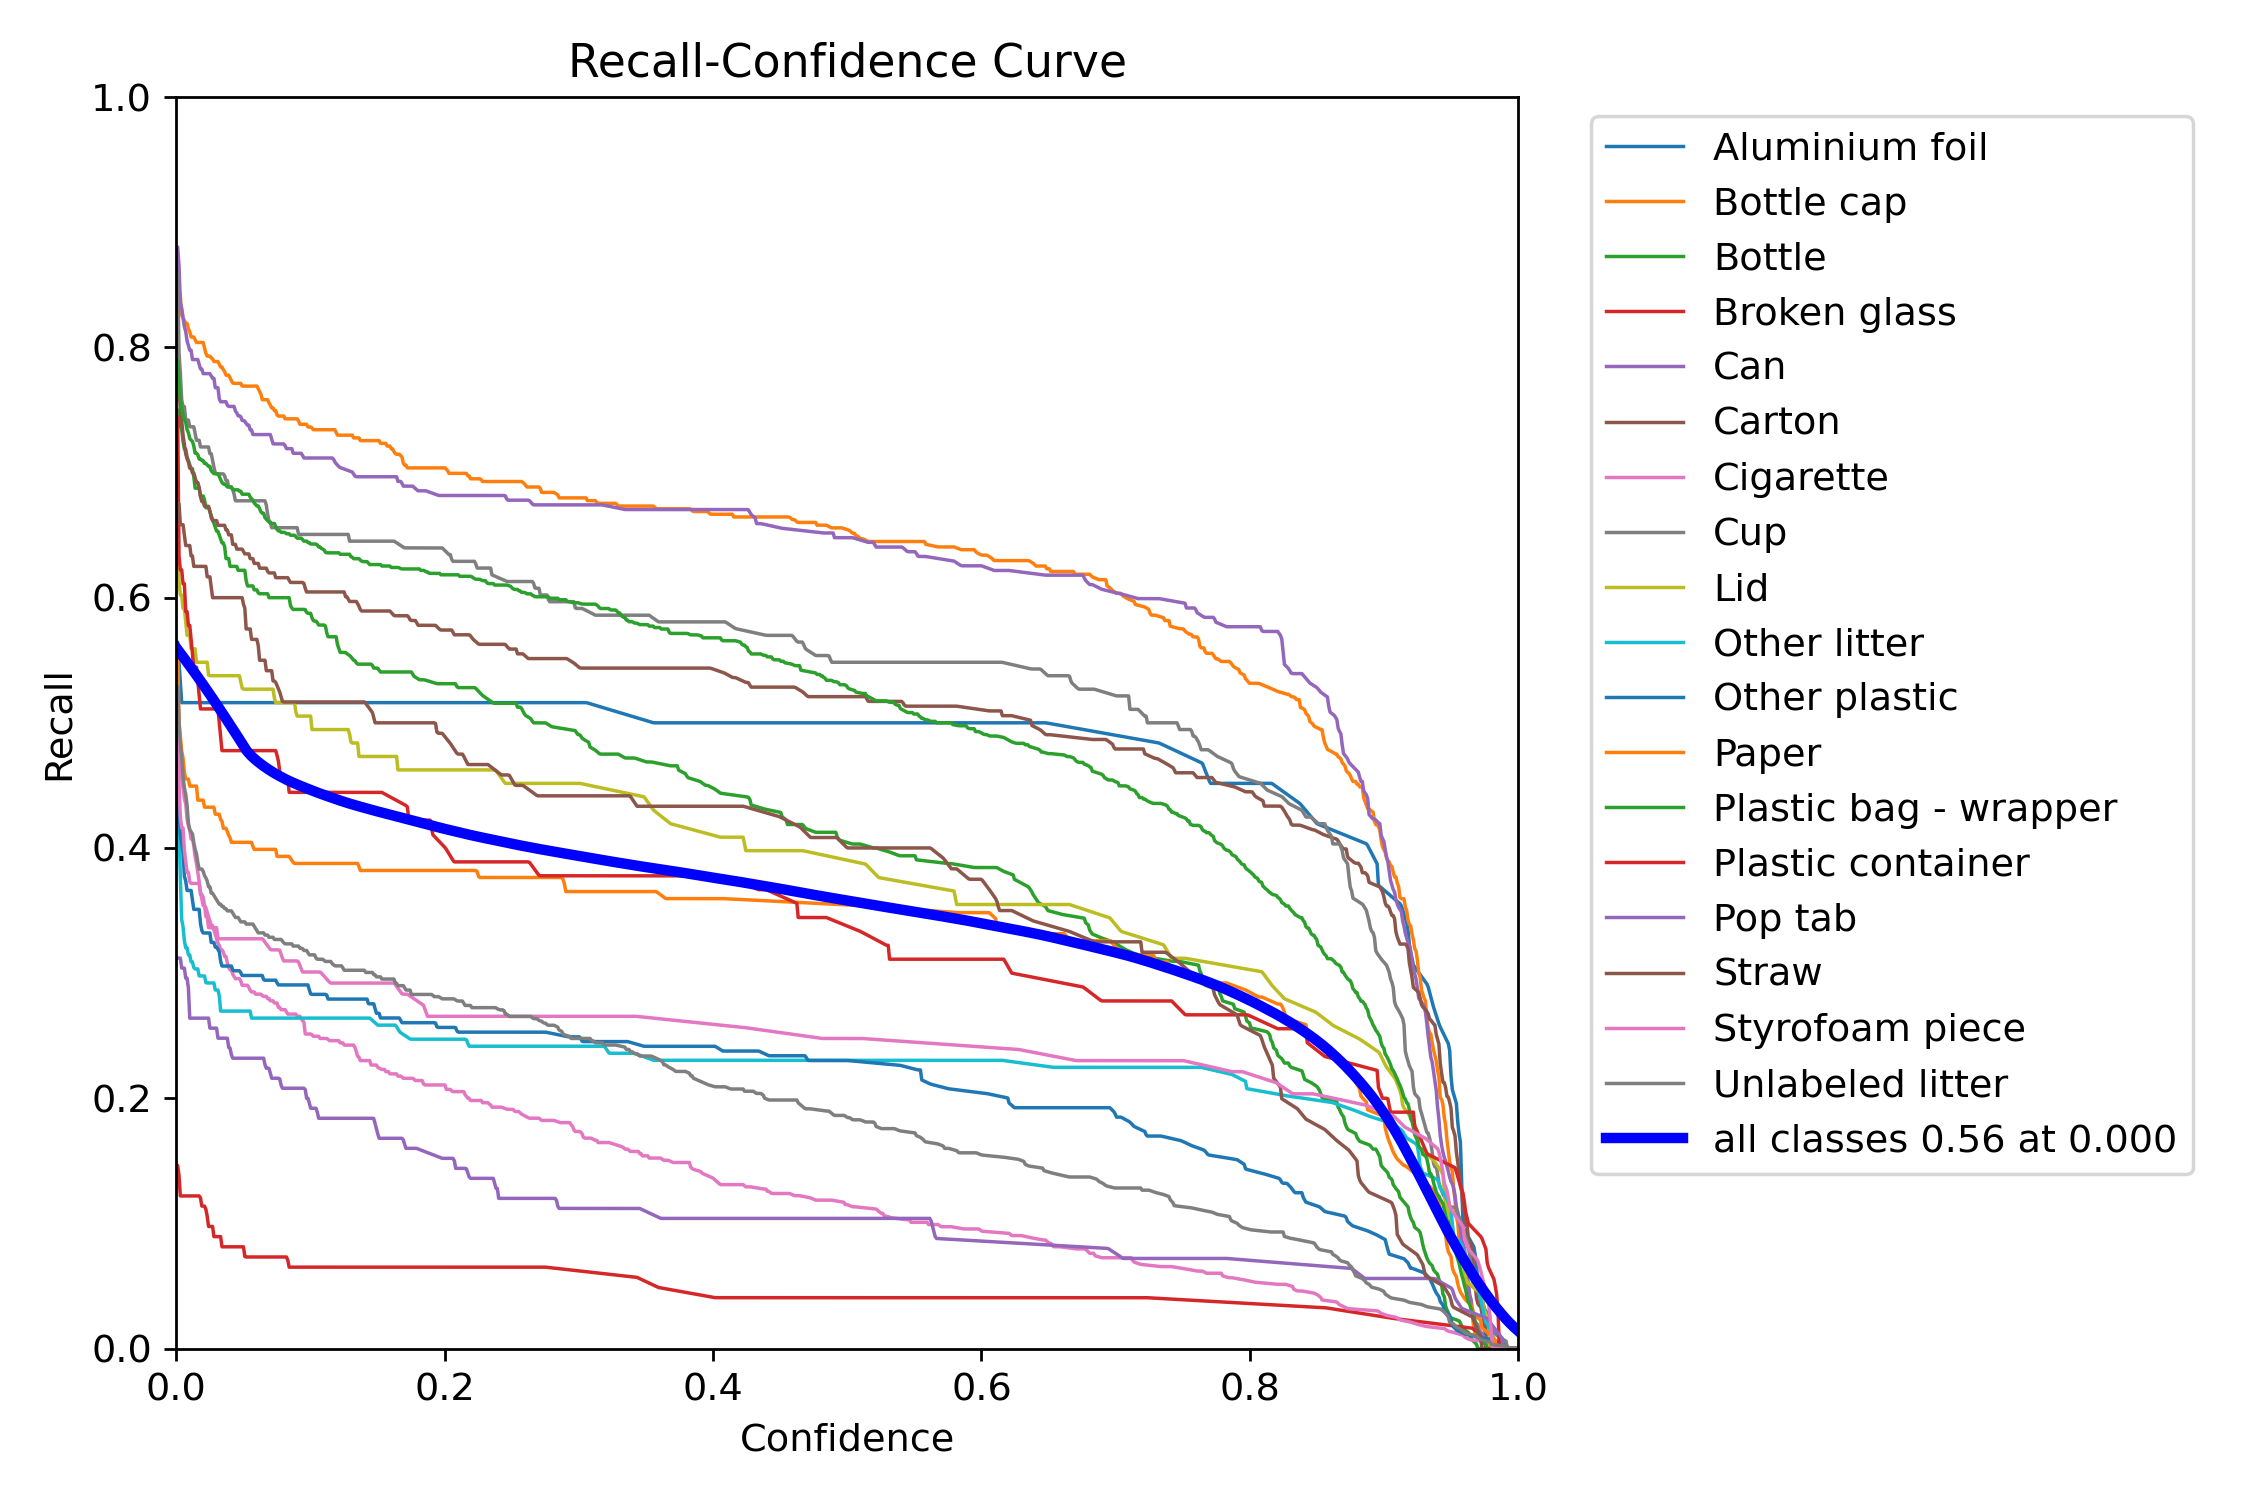 Recall-Confidence Curve
1.0
0.8
0.6
0.4
0.2
0.0
Recall
0.0 0.2 0.4 0.6 0.8 1.0
Confidence
Aluminium foil
Bottle cap
Bottle
Broken glass
Can
Carton
Cigarette
Cup
Lid
Other litter
Other plastic
Paper
Plastic bag - wrapper
Plastic container
Pop tab
Straw
Styrofoam piece
Unlabeled litter
all classes 0.56 at 0.000